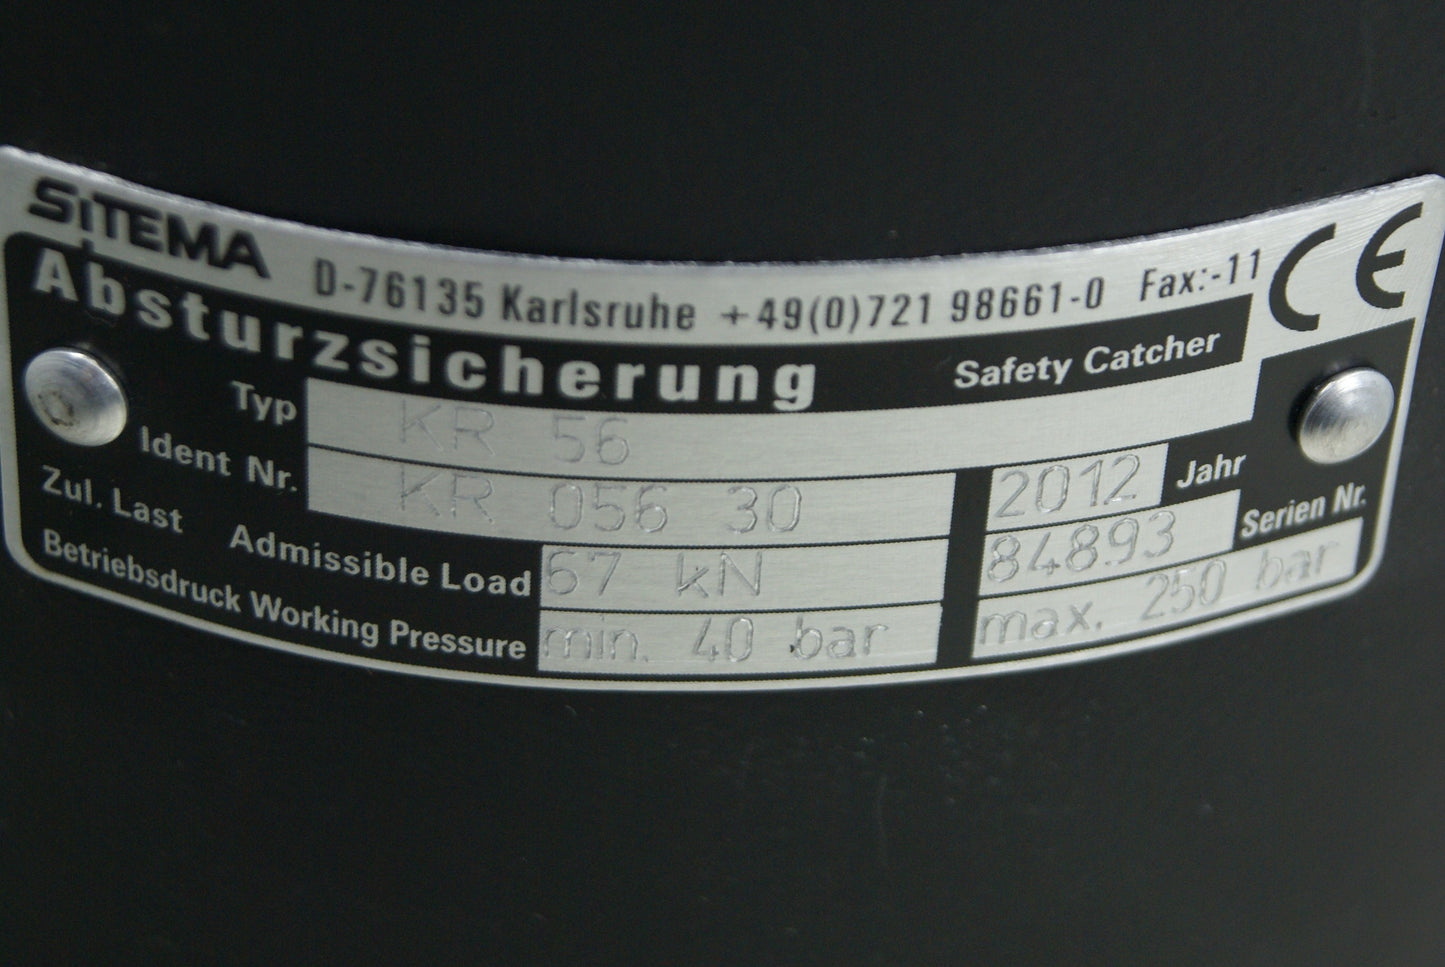 SITEMA D-76135 Karlsruhe +49(0)721 98661-0 Fax:-11 CE
Absturzsicherung Safety Catcher
Typ KR 56
Ident Nr. KR 056 30 2012 Jahr
Zul. Last Admissible Load 67 kN 84893 Serien Nr.
Betriebsdruck Working Pressure min. 40 bar max. 250 bar